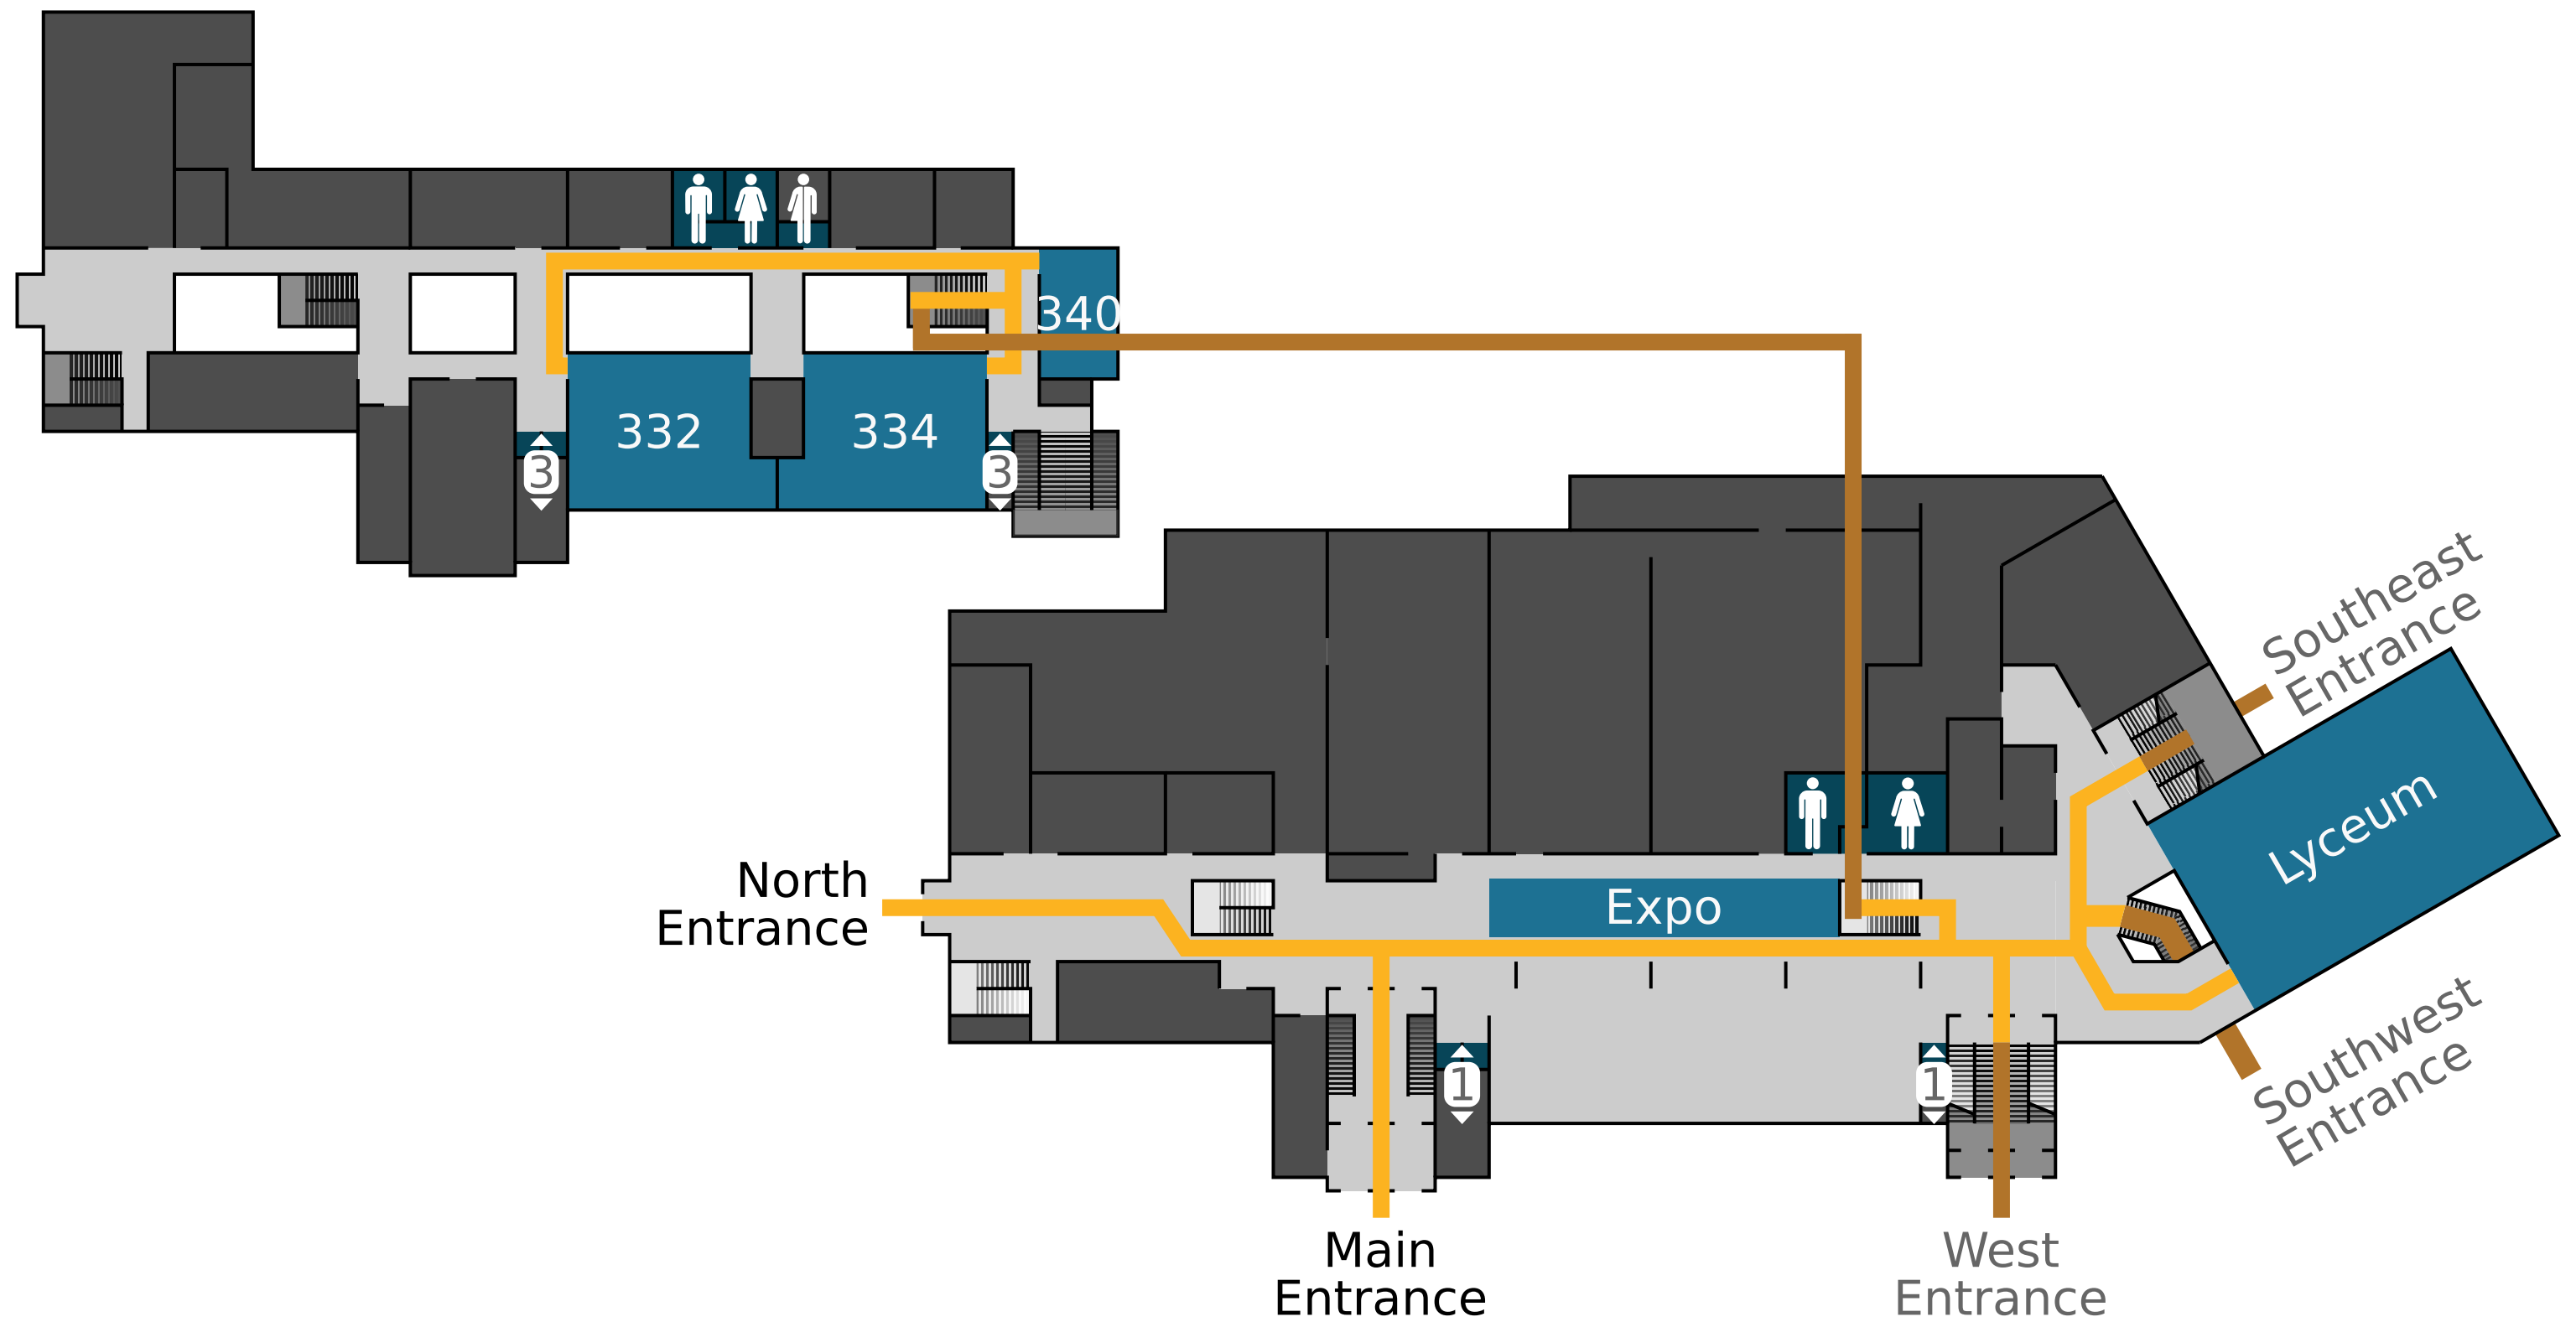 340
332
334
3
3
Southeast
Entrance
Lyceum
North
Entrance
Expo
Southwest
Entrance
1
1
Main
Entrance
West
Entrance